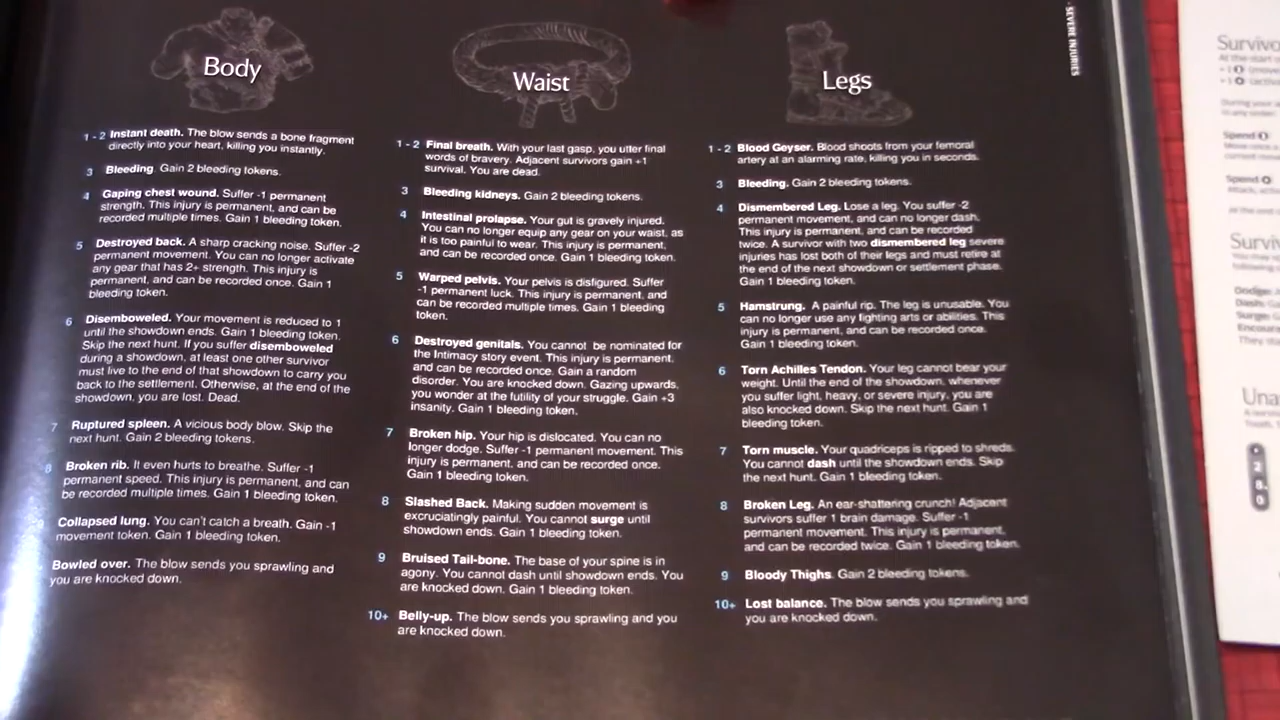 Body
1 - 2 Instant death. The blow sends a bone fragment
directly into your heart, killing you instantly.
3 Bleeding. Gain 2 bleeding tokens.
4 Gaping chest wound. Suffer -1 permanent
strength. This injury is permanent, and can be
recorded multiple times. Gain 1 bleeding token.
5 Destroyed back. A sharp cracking noise. Suffer -2
permanent movement. You can no longer activate
any gear that has 2+ strength. This injury is
permanent, and can be recorded once. Gain 1
bleeding token.
6 Disemboweled. Your movement is reduced to 1
until the showdown ends. Gain 1 bleeding token.
Skip the next hunt. If you suffer disemboweled
during a showdown, at least one other survivor
must live to the end of that showdown to carry you
back to the settlement. Otherwise, at the end of the
showdown, you are lost. Dead.
7 Ruptured spleen. A vicious body blow. Skip the
next hunt. Gain 2 bleeding tokens.
8 Broken rib. It even hurts to breathe. Suffer -1
permanent speed. This injury is permanent, and can
be recorded multiple times. Gain 1 bleeding token.
Collapsed lung. You can't catch a breath. Gain -1
movement token. Gain 1 bleeding token.
Bowled over. The blow sends you sprawling and
you are knocked down.
Waist
1 - 2 Final breath. With your last gasp, you utter final
words of bravery. Adjacent survivors gain +1
survival. You are dead.
3 Bleeding kidneys. Gain 2 bleeding tokens.
4 Intestinal prolapse. Your gut is gravely injured.
You can no longer equip any gear on your waist, as
it is too painful to wear. This injury is permanent,
and can be recorded once. Gain 1 bleeding token.
5 Warped pelvis. Your pelvis is disfigured. Suffer
-1 permanent luck. This injury is permanent, and
can be recorded multiple times. Gain 1 bleeding
token.
6 Destroyed genitals. You cannot be nominated for
the Intimacy story event. This injury is permanent,
and can be recorded once. Gain a random
disorder. You are knocked down. Gazing upwards,
you wonder at the futility of your struggle. Gain +3
insanity. Gain 1 bleeding token.
7 Broken hip. Your hip is dislocated. You can no
longer dodge. Suffer -1 permanent movement. This
injury is permanent, and can be recorded once.
Gain 1 bleeding token.
8 Slashed Back. Making sudden movement is
excruciatingly painful. You cannot surge until
showdown ends. Gain 1 bleeding token.
9 Bruised Tail-bone. The base of your spine is in
agony. You cannot dash until showdown ends. You
are knocked down. Gain 1 bleeding token.
10+ Belly-up. The blow sends you sprawling and you
are knocked down.
Legs
1 - 2 Blood Geyser. Blood shoots from your femoral
artery at an alarming rate, killing you in seconds.
3 Bleeding. Gain 2 bleeding tokens.
4 Dismembered Leg. Lose a leg. You suffer -2
permanent movement, and can no longer dash.
This injury is permanent, and can be recorded
twice. A survivor with two dismembered leg severe
injuries has lost both of their legs and must retire at
the end of the next showdown or settlement phase.
Gain 1 bleeding token.
5 Hamstrung. A painful rip. The leg is unusable. You
can no longer use any fighting arts or abilities. This
injury is permanent, and can be recorded once.
Gain 1 bleeding token.
6 Torn Achilles Tendon. Your leg cannot bear your
weight. Until the end of the showdown, whenever
you suffer light, heavy, or severe injury, you are
also knocked down. Skip the next hunt. Gain 1
bleeding token.
7 Torn muscle. Your quadriceps is ripped to shreds.
You cannot dash until the showdown ends. Skip
the next hunt. Gain 1 bleeding token.
8 Broken Leg. An ear-shattering crunch! Adjacent
survivors suffer 1 brain damage. Suffer -1
permanent movement. This injury is permanent,
and can be recorded twice. Gain 1 bleeding token.
9 Bloody Thighs. Gain 2 bleeding tokens.
10+ Lost balance. The blow sends you sprawling and
you are knocked down.
SEVERE INJURIES
At the start
Spend
Spend
Dodge
Dash
Surge